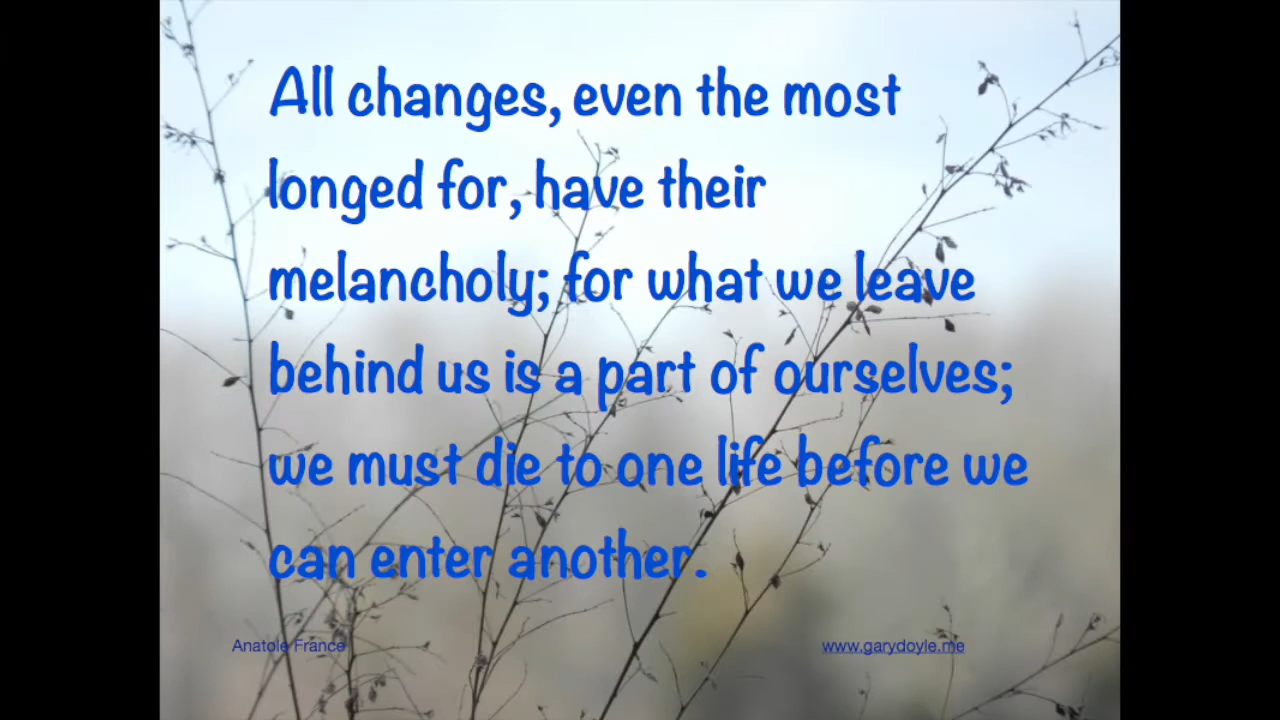 All changes, even the most
longed for, have their
melancholy; for what we leave
behind us is a part of ourselves;
we must die to one life before we
can enter another.
Anatole France
www.garydoyle.me